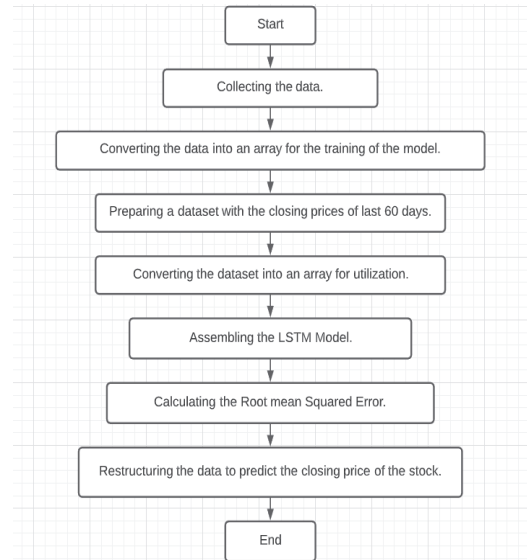 Start
Collecting the data.
Converting the data into an array for the training of the model.
Preparing a dataset with the closing prices of last 60 days.
Converting the dataset into an array for utilization.
Assembling the LSTM Model.
Calculating the Root mean Squared Error.
Restructuring the data to predict the closing price of the stock.
End